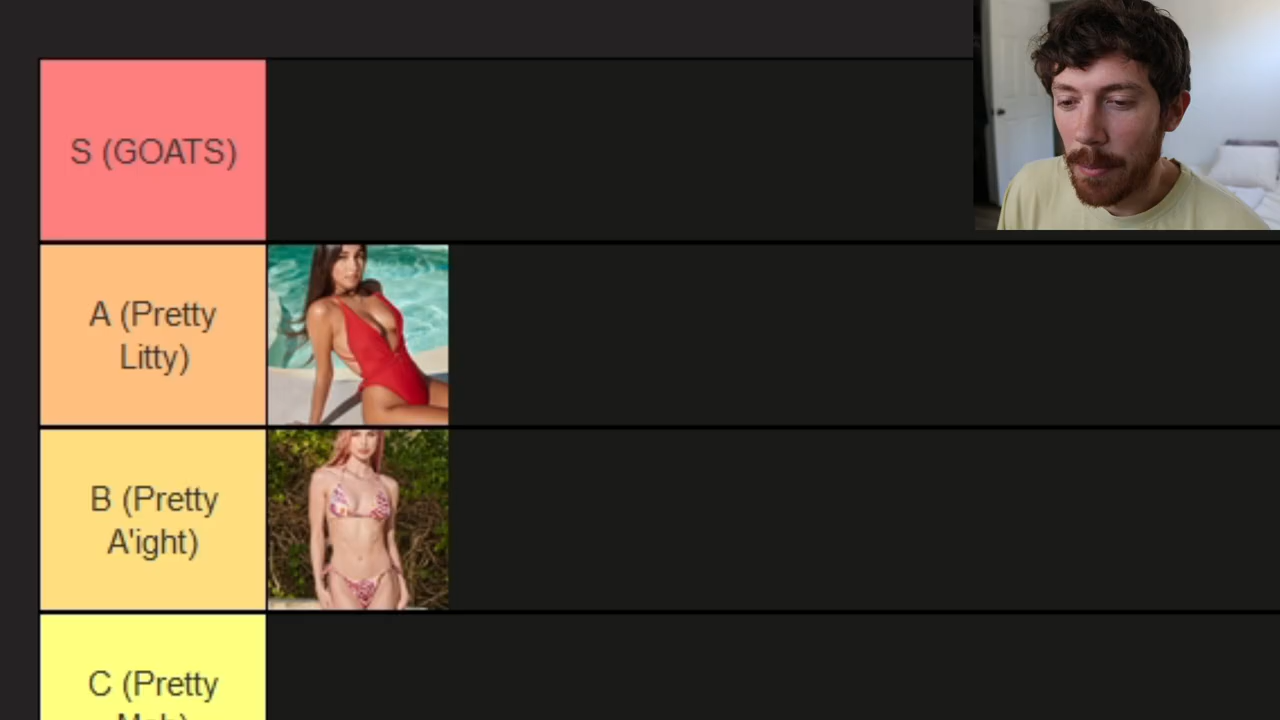 S (GOATS)
A (Pretty
Litty)
B (Pretty
A'ight)
C (Pretty